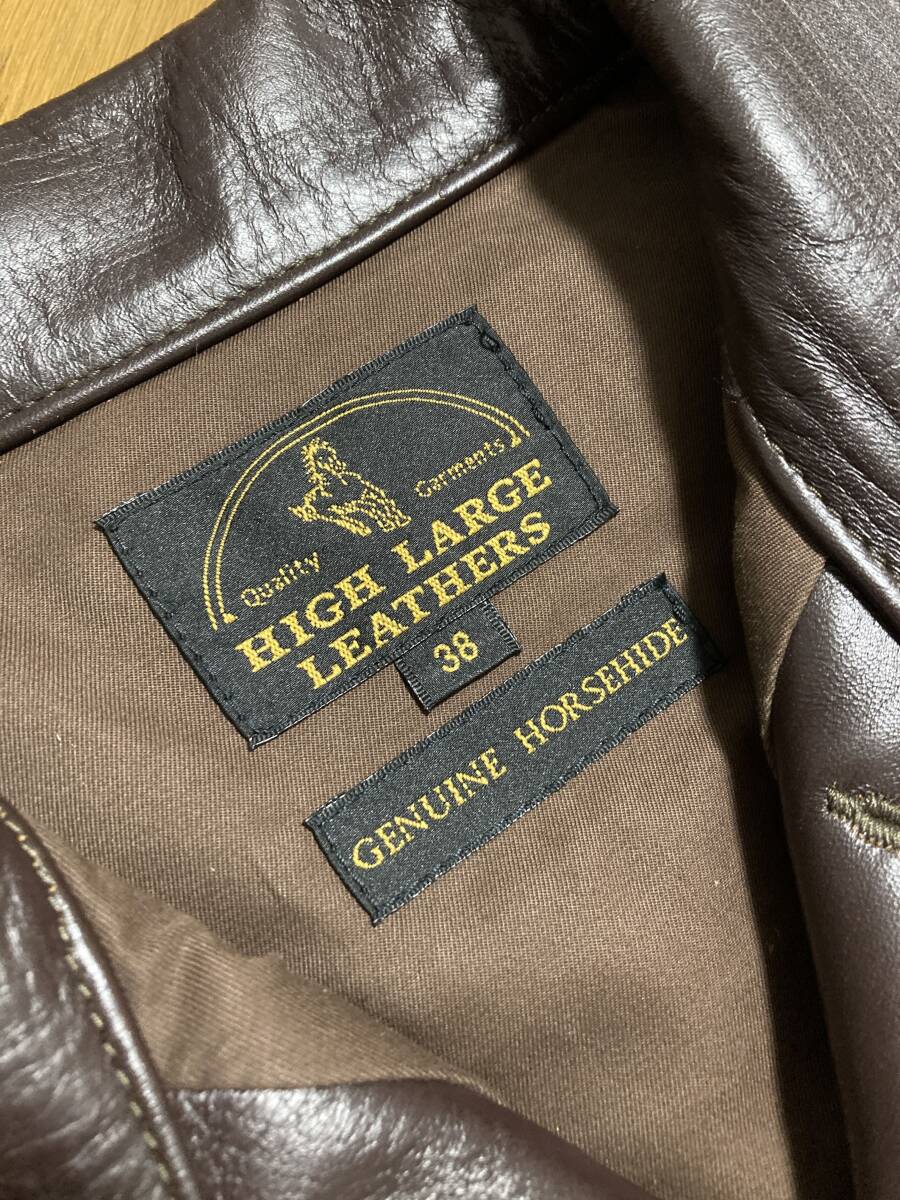 Quality Garments
HIGH LARGE
LEATHERS
38
GENUINE HORSEHIDE